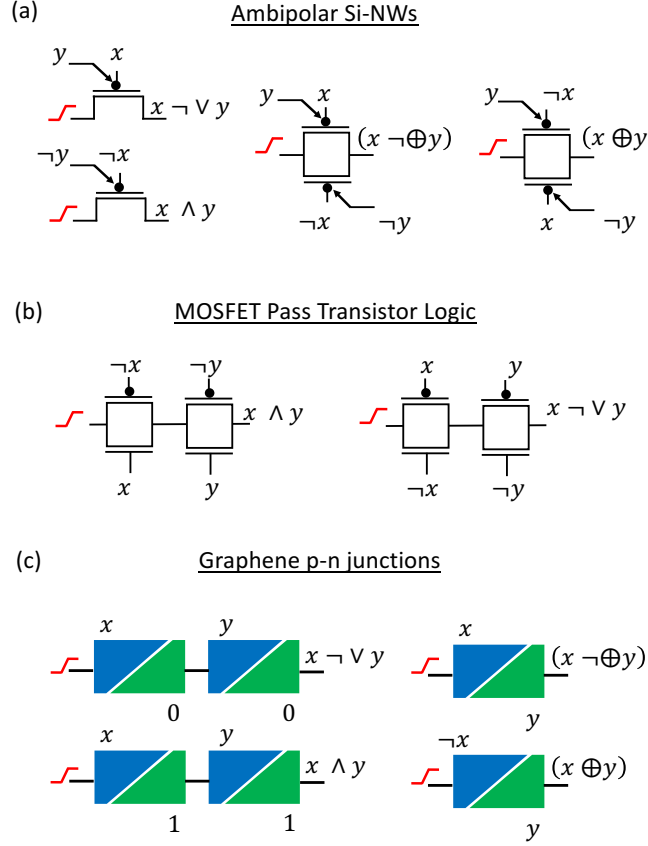 (a)
Ambipolar Si-NWs
y x
x ¬ ∨ y
¬y ¬x
x ∧ y
y x
(x ¬⊕y)
¬x ¬y
y ¬x
(x ⊕y
x ¬y
(b)
MOSFET Pass Transistor Logic
¬x ¬y
x ∧ y
x y
x y
x ¬ ∨ y
¬x ¬y
(c)
Graphene p-n junctions
x y
x ¬ ∨ y
0 0
x y
x ∧ y
1 1
x
(x ¬⊕y)
y
¬x
(x ⊕y)
y